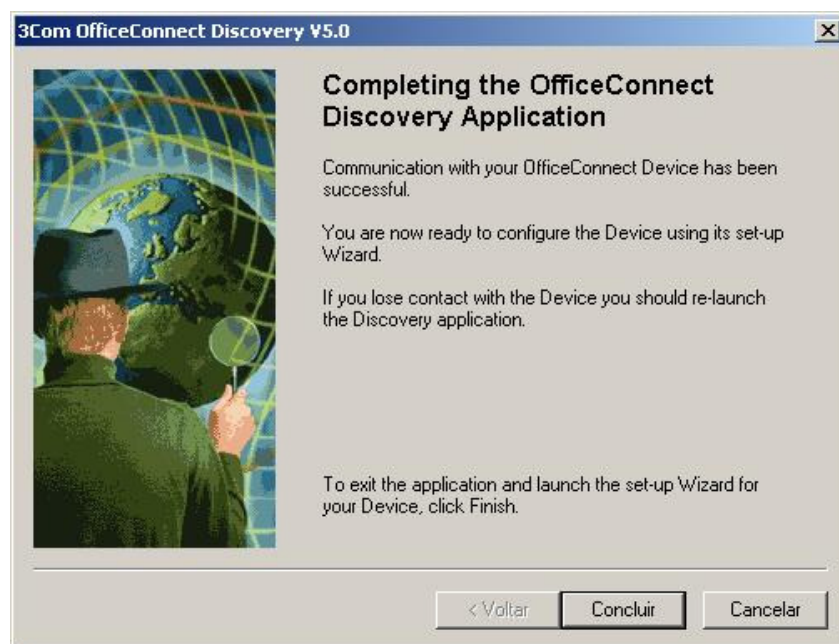 3Com OfficeConnect Discovery V5.0
Completing the OfficeConnect
Discovery Application
Communication with your OfficeConnect Device has been
successful.
You are now ready to configure the Device using its set-up
Wizard.
If you lose contact with the Device you should re-launch
the Discovery application.
To exit the application and launch the set-up Wizard for
your Device, click Finish.
< Voltar
Concluir
Cancelar